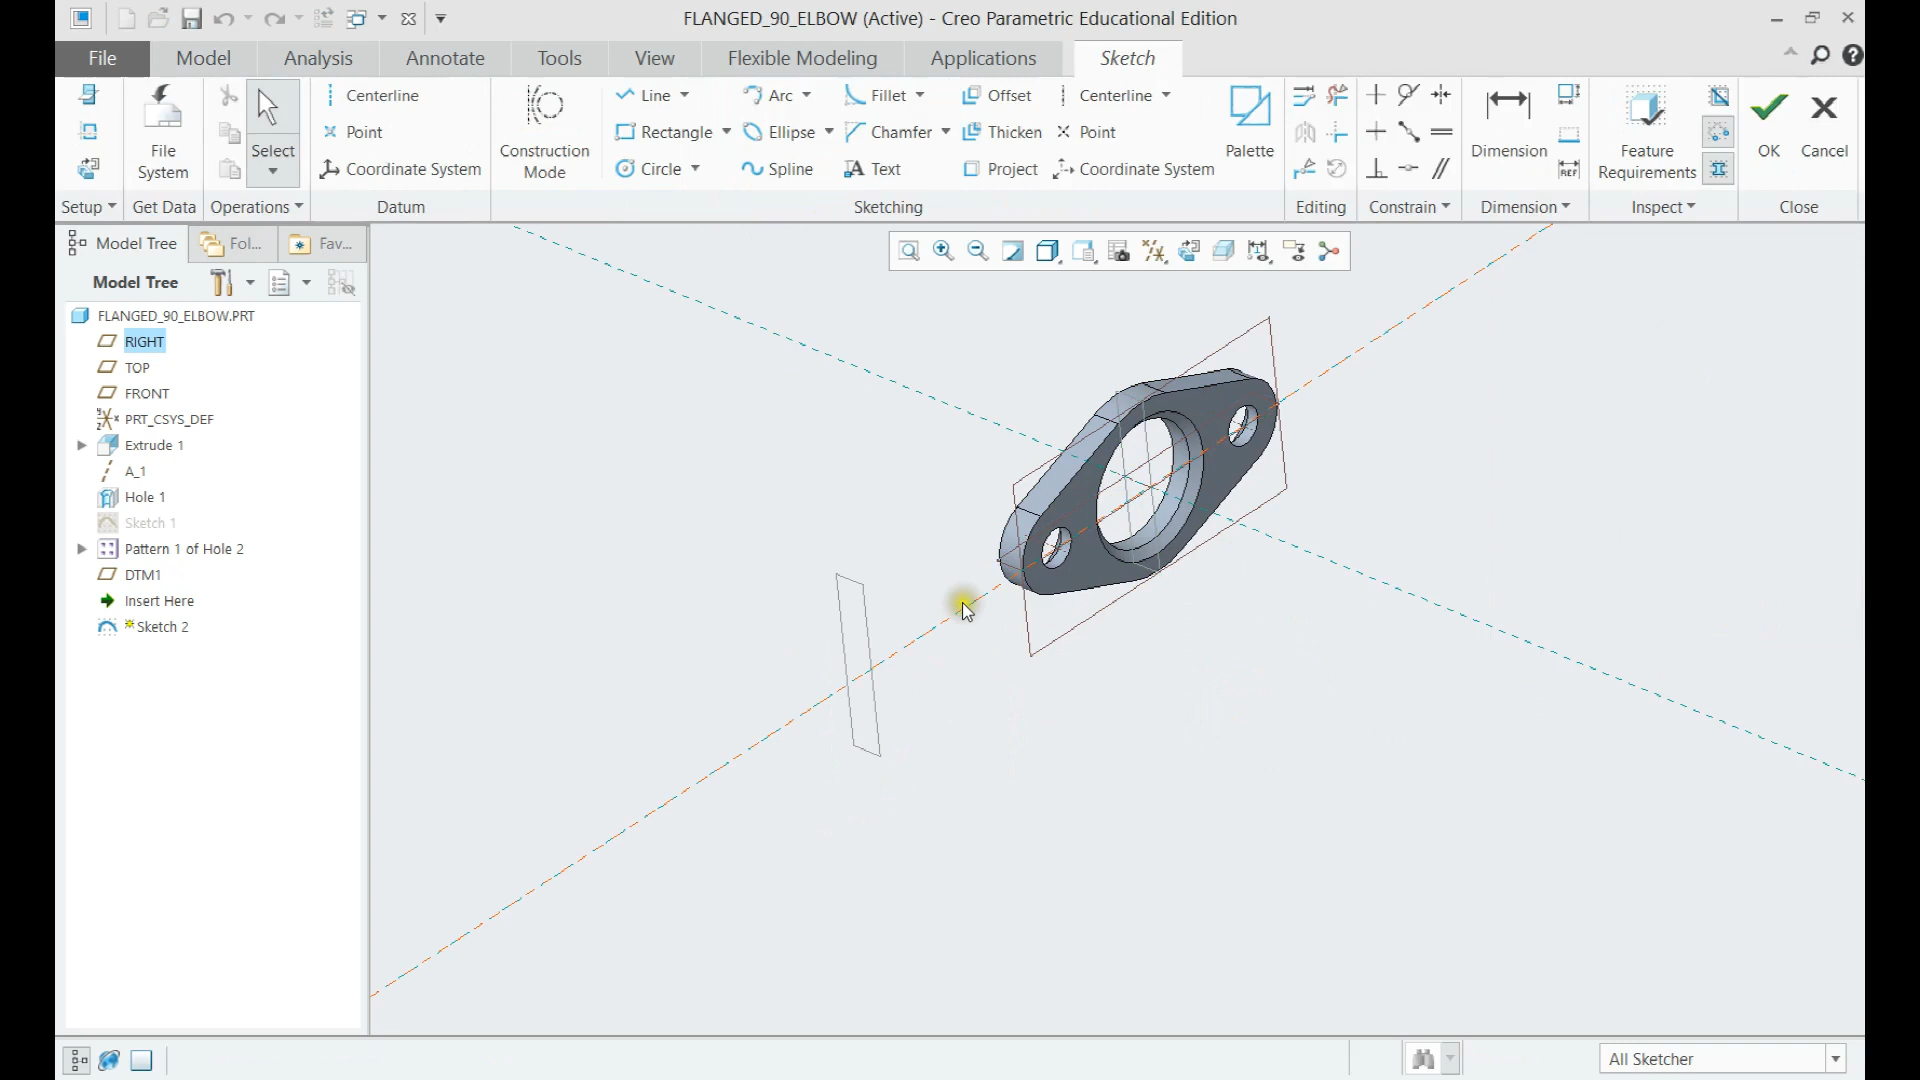 FLANGED_90_ELBOW (Active) - Creo Parametric Educational Edition
File Model Analysis Annotate Tools View Flexible Modeling Applications Sketch
Centerline Line Arc Fillet Offset Centerline
Point Rectangle Ellipse Chamfer Thicken Point
Coordinate System Circle Spline Text Project Coordinate System
File System
Select
Construction Mode
Palette
Dimension
REF
Feature Requirements
OK
Cancel
Setup Get Data Operations Datum Sketching Editing Constrain Dimension Inspect Close
Model Tree Fol... Fav...
Model Tree
FLANGED_90_ELBOW.PRT
RIGHT
TOP
FRONT
PRT_CSYS_DEF
Extrude 1
A_1
Hole 1
Sketch 1
Pattern 1 of Hole 2
DTM1
Insert Here
Sketch 2
All Sketcher